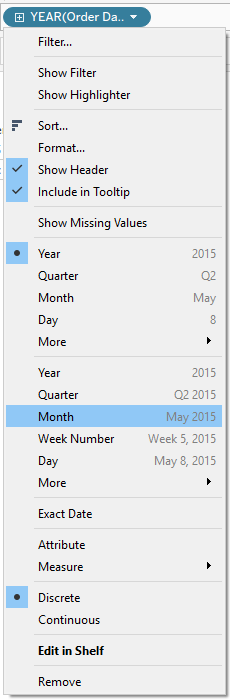 YEAR(Order Da..
Filter...
Show Filter
Show Highlighter
Sort...
Format...
Show Header
Include in Tooltip
Show Missing Values
Year 2015
Quarter Q2
Month May
Day 8
More
Year 2015
Quarter Q2 2015
Month May 2015
Week Number Week 5, 2015
Day May 8, 2015
More
Exact Date
Attribute
Measure
Discrete
Continuous
Edit in Shelf
Remove